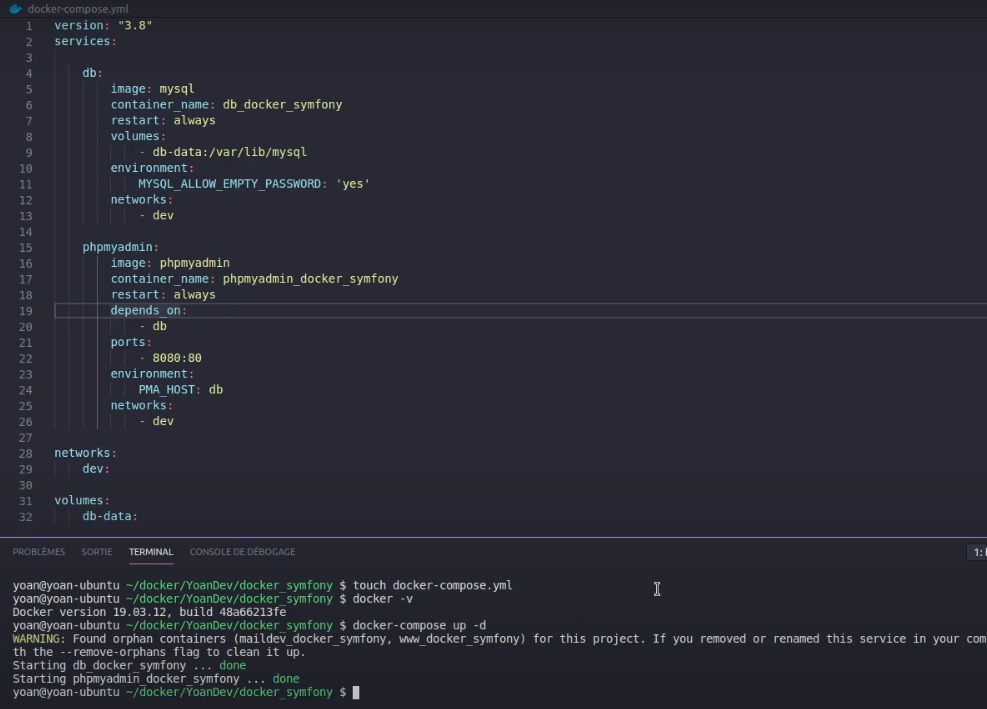 docker-compose.yml
1 version: "3.8"
2 services:
3
4 db:
5 image: mysql
6 container_name: db_docker_symfony
7 restart: always
8 volumes:
9 - db-data:/var/lib/mysql
10 environment:
11 MYSQL_ALLOW_EMPTY_PASSWORD: 'yes'
12 networks:
13 - dev
14
15 phpmyadmin:
16 image: phpmyadmin
17 container_name: phpmyadmin_docker_symfony
18 restart: always
19 depends_on:
20 - db
21 ports:
22 - 8080:80
23 environment:
24 PMA_HOST: db
25 networks:
26 - dev
27
28 networks:
29 dev:
30
31 volumes:
32 db-data:
PROBLÈMES SORTIE TERMINAL CONSOLE DE DÉBOGAGE 1:
yoan@yoan-ubuntu ~/docker/YoanDev/docker_symfony $ touch docker-compose.yml
yoan@yoan-ubuntu ~/docker/YoanDev/docker_symfony $ docker -v
Docker version 19.03.12, build 48a66213fe
yoan@yoan-ubuntu ~/docker/YoanDev/docker_symfony $ docker-compose up -d
WARNING: Found orphan containers (maildev_docker_symfony, www_docker_symfony) for this project. If you removed or renamed this service in your com
th the --remove-orphans flag to clean it up.
Starting db_docker_symfony ... done
Starting phpmyadmin_docker_symfony ... done
yoan@yoan-ubuntu ~/docker/YoanDev/docker_symfony $